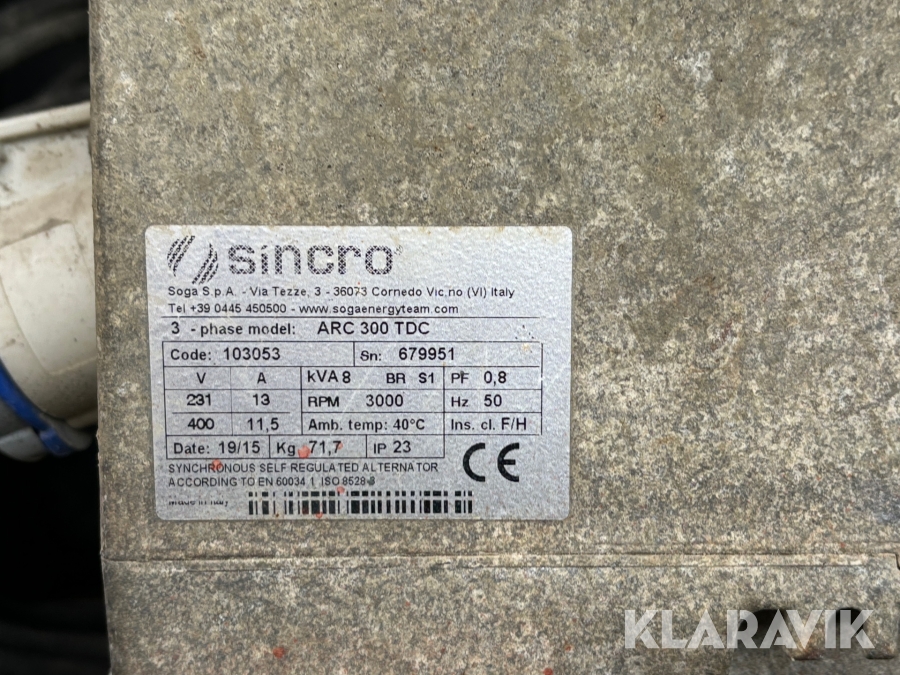 sincro
Soga S.p.A. - Via Tezze, 3 - 36073 Cornedo Vic.no (VI) Italy
Tel +39 0445 450500 - www.sogaenergyteam.com
3 - phase model: ARC 300 TDC
Code: 103053 Sn: 679951
V A kVA 8 BR S1 PF 0,8
231 13 RPM 3000 Hz 50
400 11,5 Amb. temp: 40°C Ins. cl. F/H
Date: 19/15 Kg 71,7 IP 23
SYNCHRONOUS SELF REGULATED ALTERNATOR
ACCORDING TO EN 60034 1 ISO 8528-3
CE
KLARAVIK